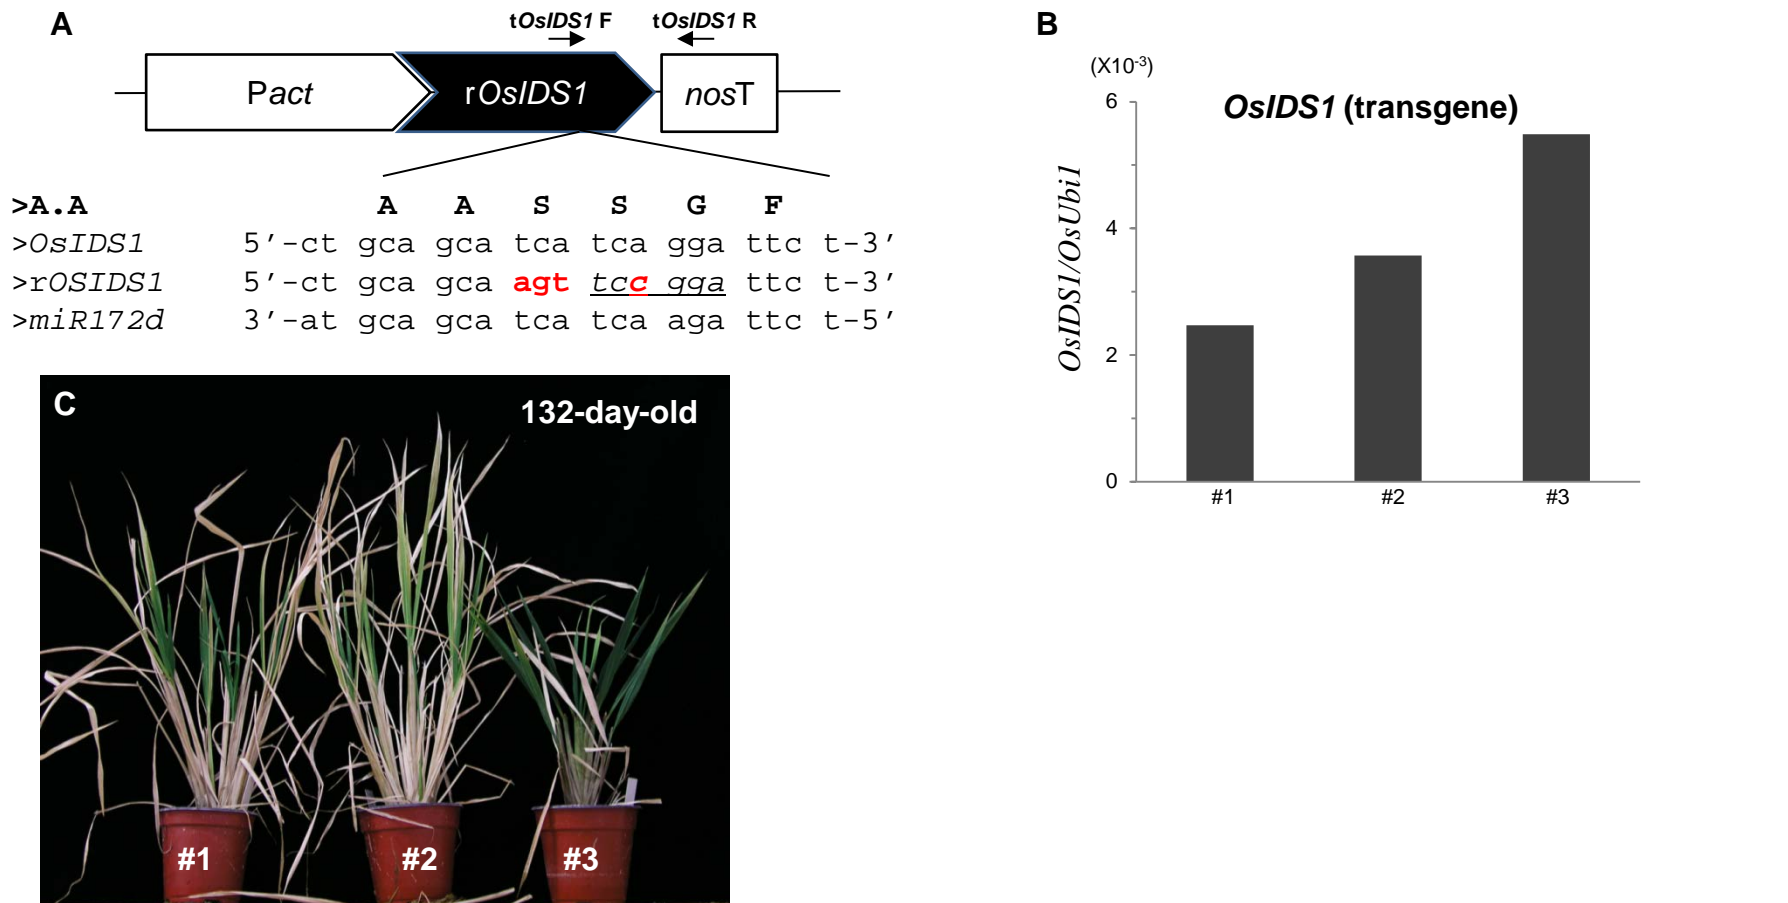 A
tOsIDS1 F tOsIDS1 R
Pact rOsIDS1 nosT
>A.A A A S S G F
>OsIDS1 5’-ct gca gca tca tca gga ttc t-3’
>rOSIDS1 5’-ct gca gca agt tcc gga ttc t-3’
>miR172d 3’-at gca gca tca tca aga ttc t-5’
B
(X10-3)
OsIDS1 (transgene)
OsIDS1/OsUbi1
6
4
2
0
#1 #2 #3
C 132-day-old
#1 #2 #3